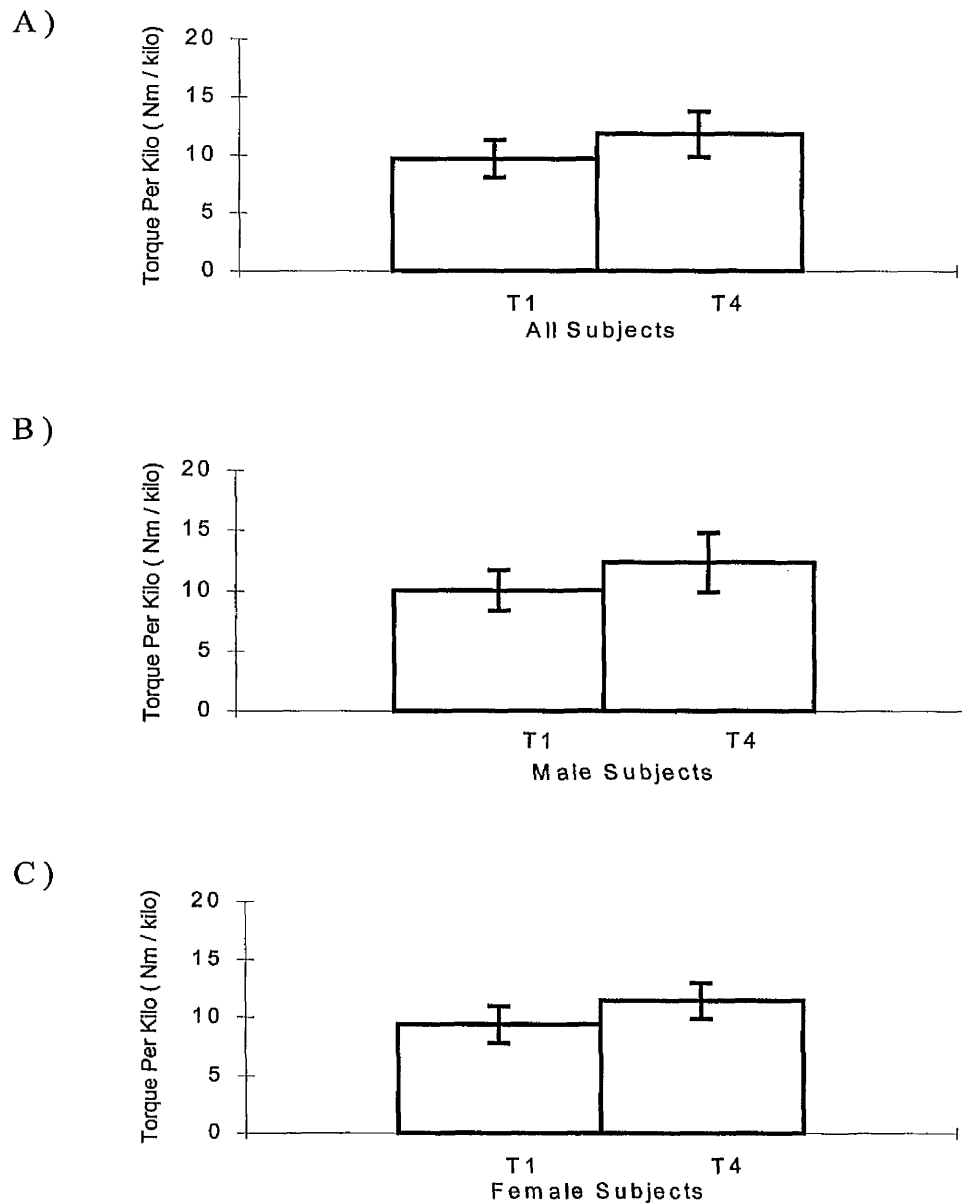 A )
Torque Per Kilo ( Nm / kilo)
20
15
10
5
0
T1 T4
All Subjects
B )
Torque Per Kilo ( Nm / kilo)
20
15
10
5
0
T1 T4
Male Subjects
C )
Torque Per Kilo ( Nm / kilo)
20
15
10
5
0
T1 T4
Female Subjects